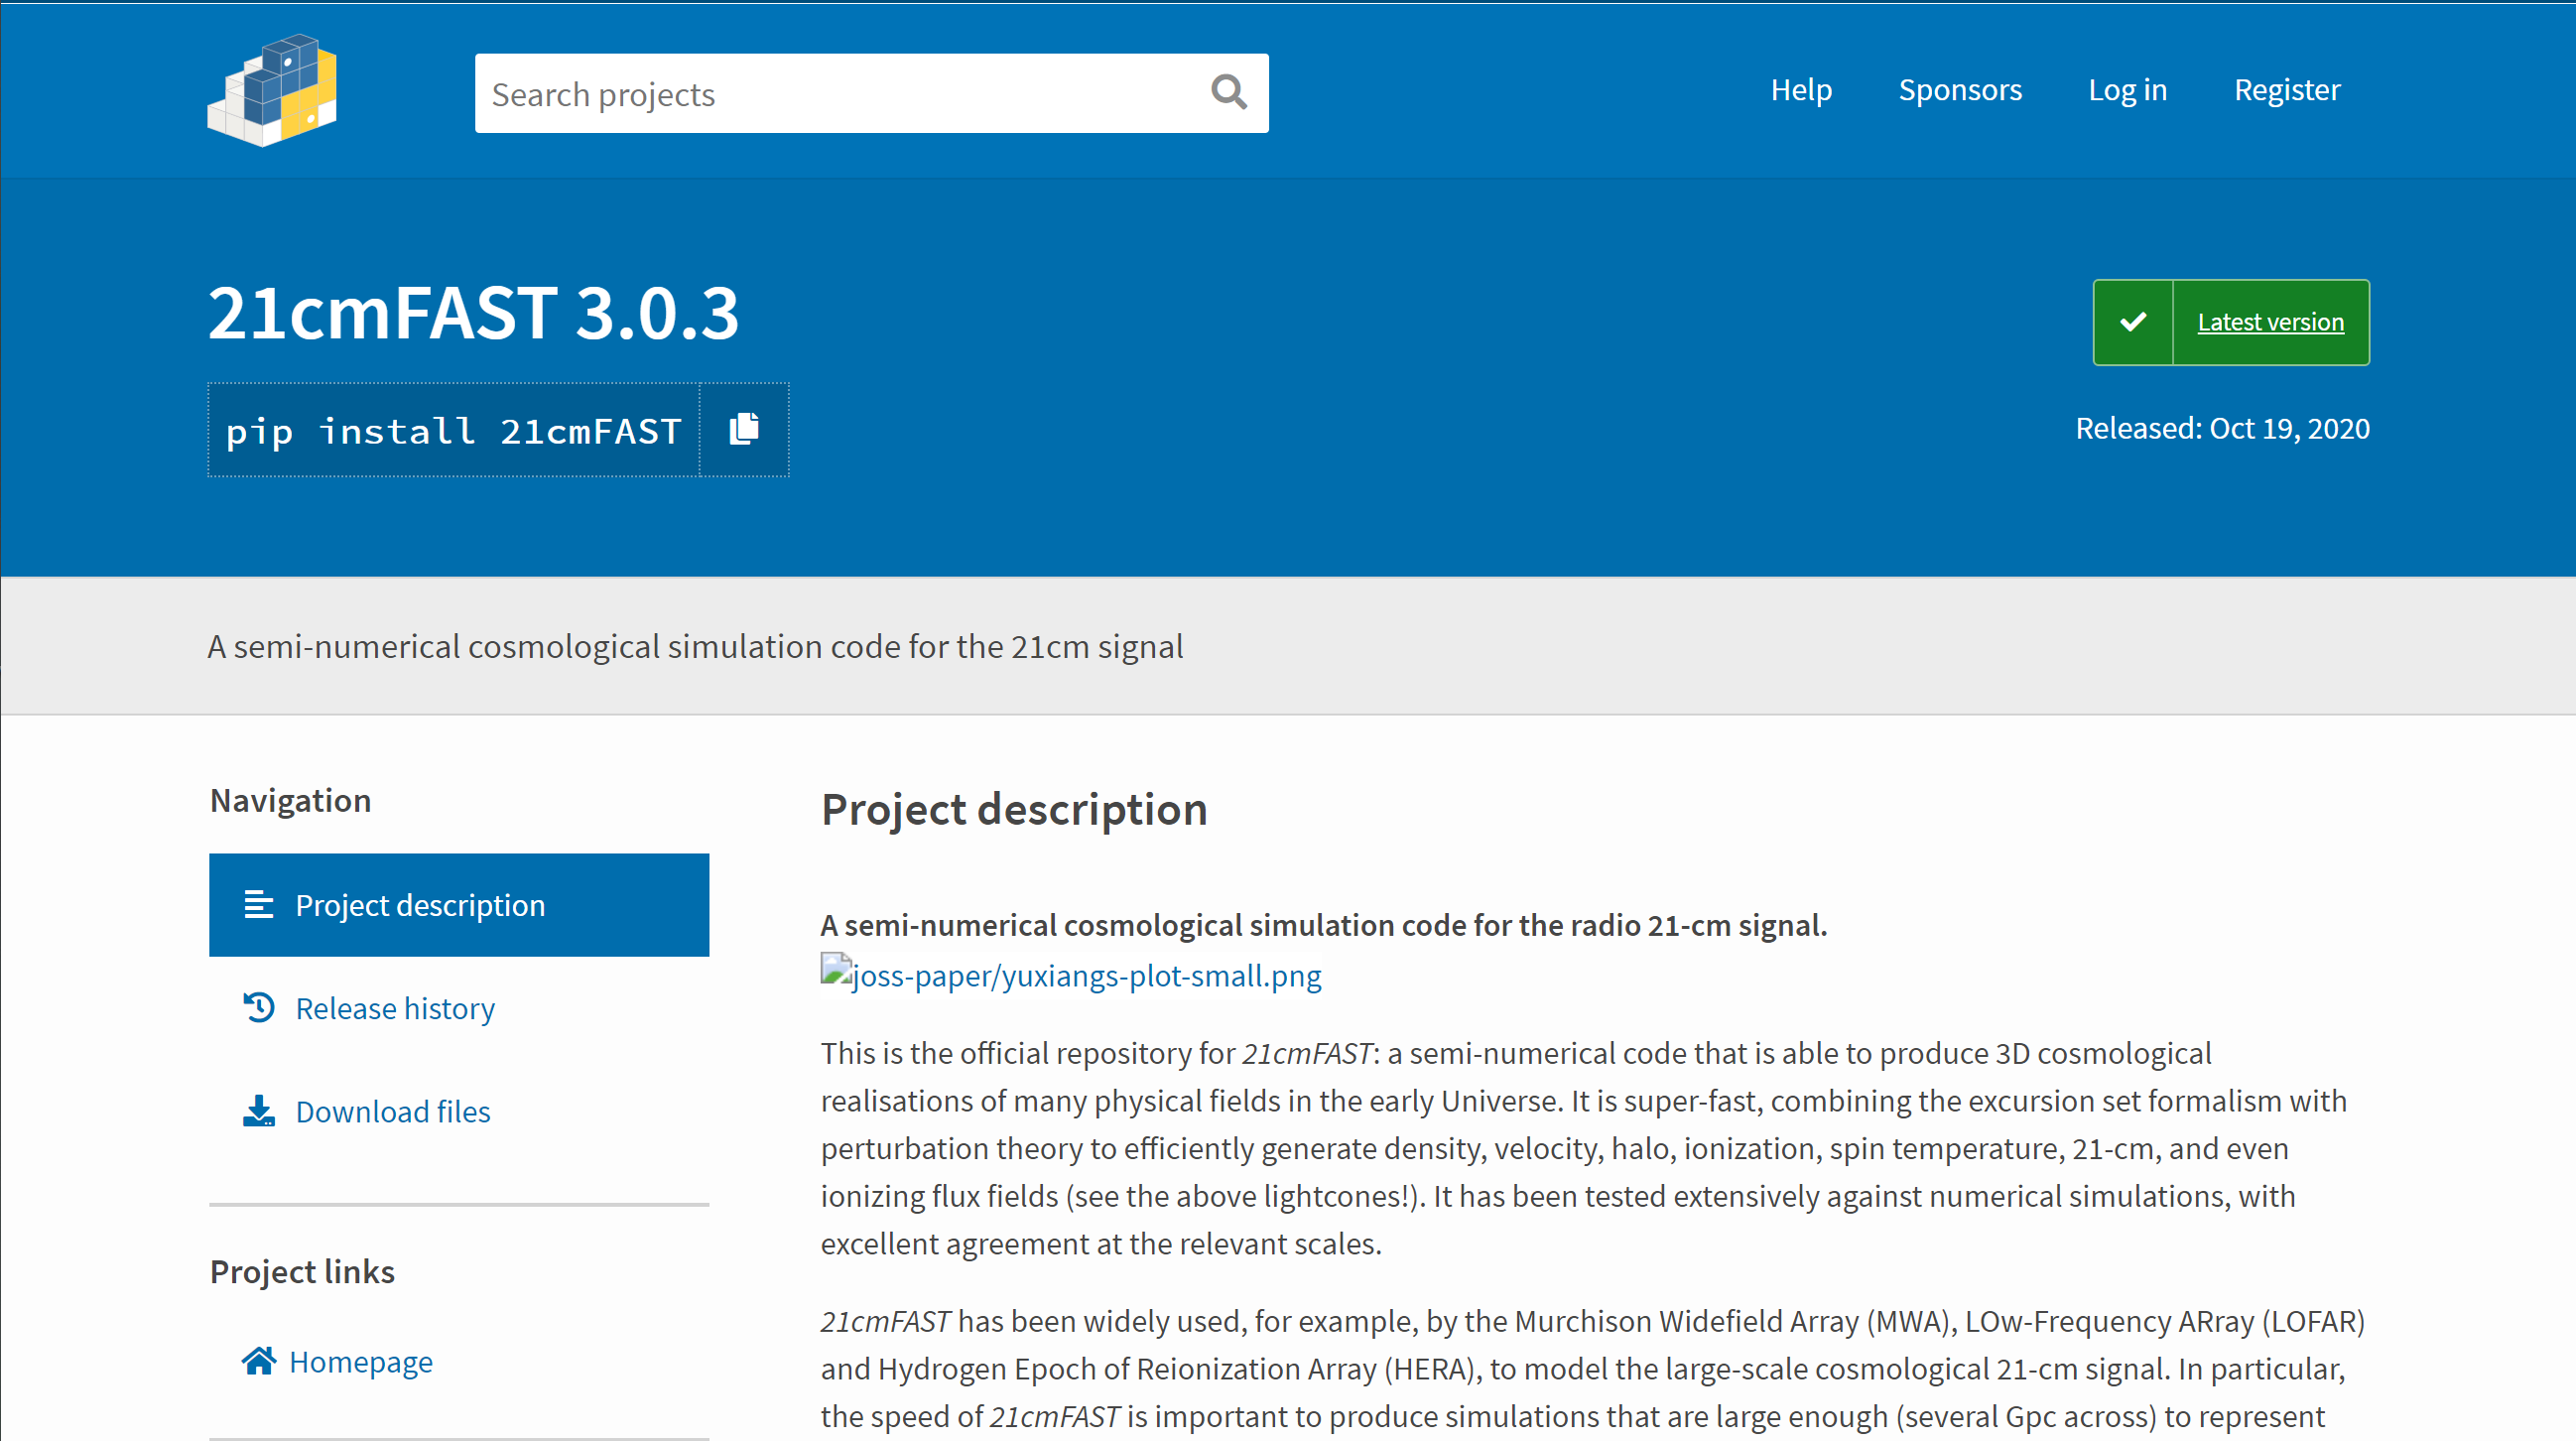 Search projects
Help
Sponsors
Log in
Register
21cmFAST 3.0.3
Latest version
pip install 21cmFAST
Released: Oct 19, 2020
A semi-numerical cosmological simulation code for the 21cm signal
Navigation
Project description
Release history
Download files
Project links
Homepage
Project description
A semi-numerical cosmological simulation code for the radio 21-cm signal.
joss-paper/yuxiangs-plot-small.png
This is the official repository for 21cmFAST: a semi-numerical code that is able to produce 3D cosmological
realisations of many physical fields in the early Universe. It is super-fast, combining the excursion set formalism with
perturbation theory to efficiently generate density, velocity, halo, ionization, spin temperature, 21-cm, and even
ionizing flux fields (see the above lightcones!). It has been tested extensively against numerical simulations, with
excellent agreement at the relevant scales.
21cmFAST has been widely used, for example, by the Murchison Widefield Array (MWA), LOw-Frequency ARray (LOFAR)
and Hydrogen Epoch of Reionization Array (HERA), to model the large-scale cosmological 21-cm signal. In particular,
the speed of 21cmFAST is important to produce simulations that are large enough (several Gpc across) to represent